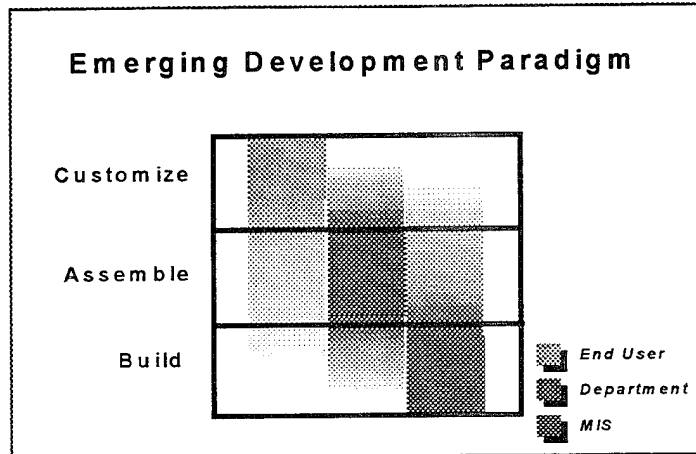 Emerging Development Paradigm
Customize
Assemble
Build
End User
Department
MIS